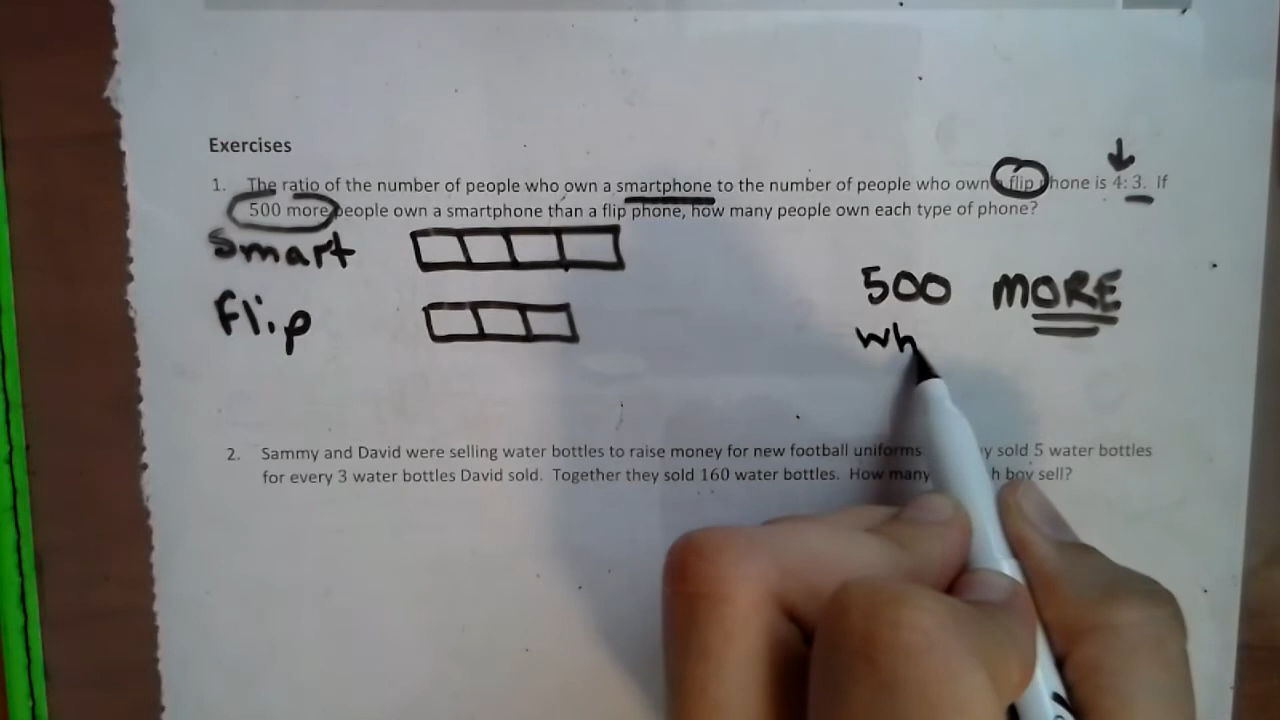 Exercises
1. The ratio of the number of people who own a smartphone to the number of people who own flip phone is 4: 3. If
500 more people own a smartphone than a flip phone, how many people own each type of phone?
Smart
Flip
500 MORE
wh
2. Sammy and David were selling water bottles to raise money for new football uniforms sold 5 water bottles
for every 3 water bottles David sold. Together they sold 160 water bottles. How many boy sell?